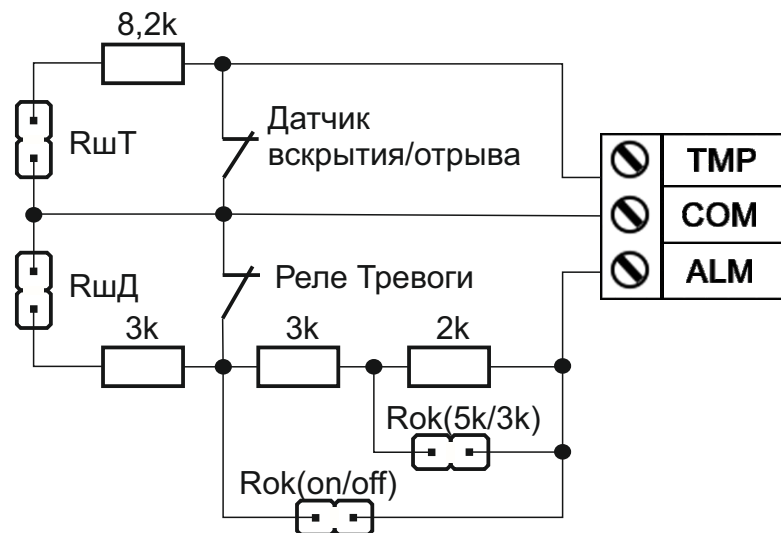 8,2k
RшT
Датчик
вскрытия/отрыва
TMP
COM
ALM
RшД
Реле Тревоги
3k
3k
2k
Rok(5k/3k)
Rok(on/off)